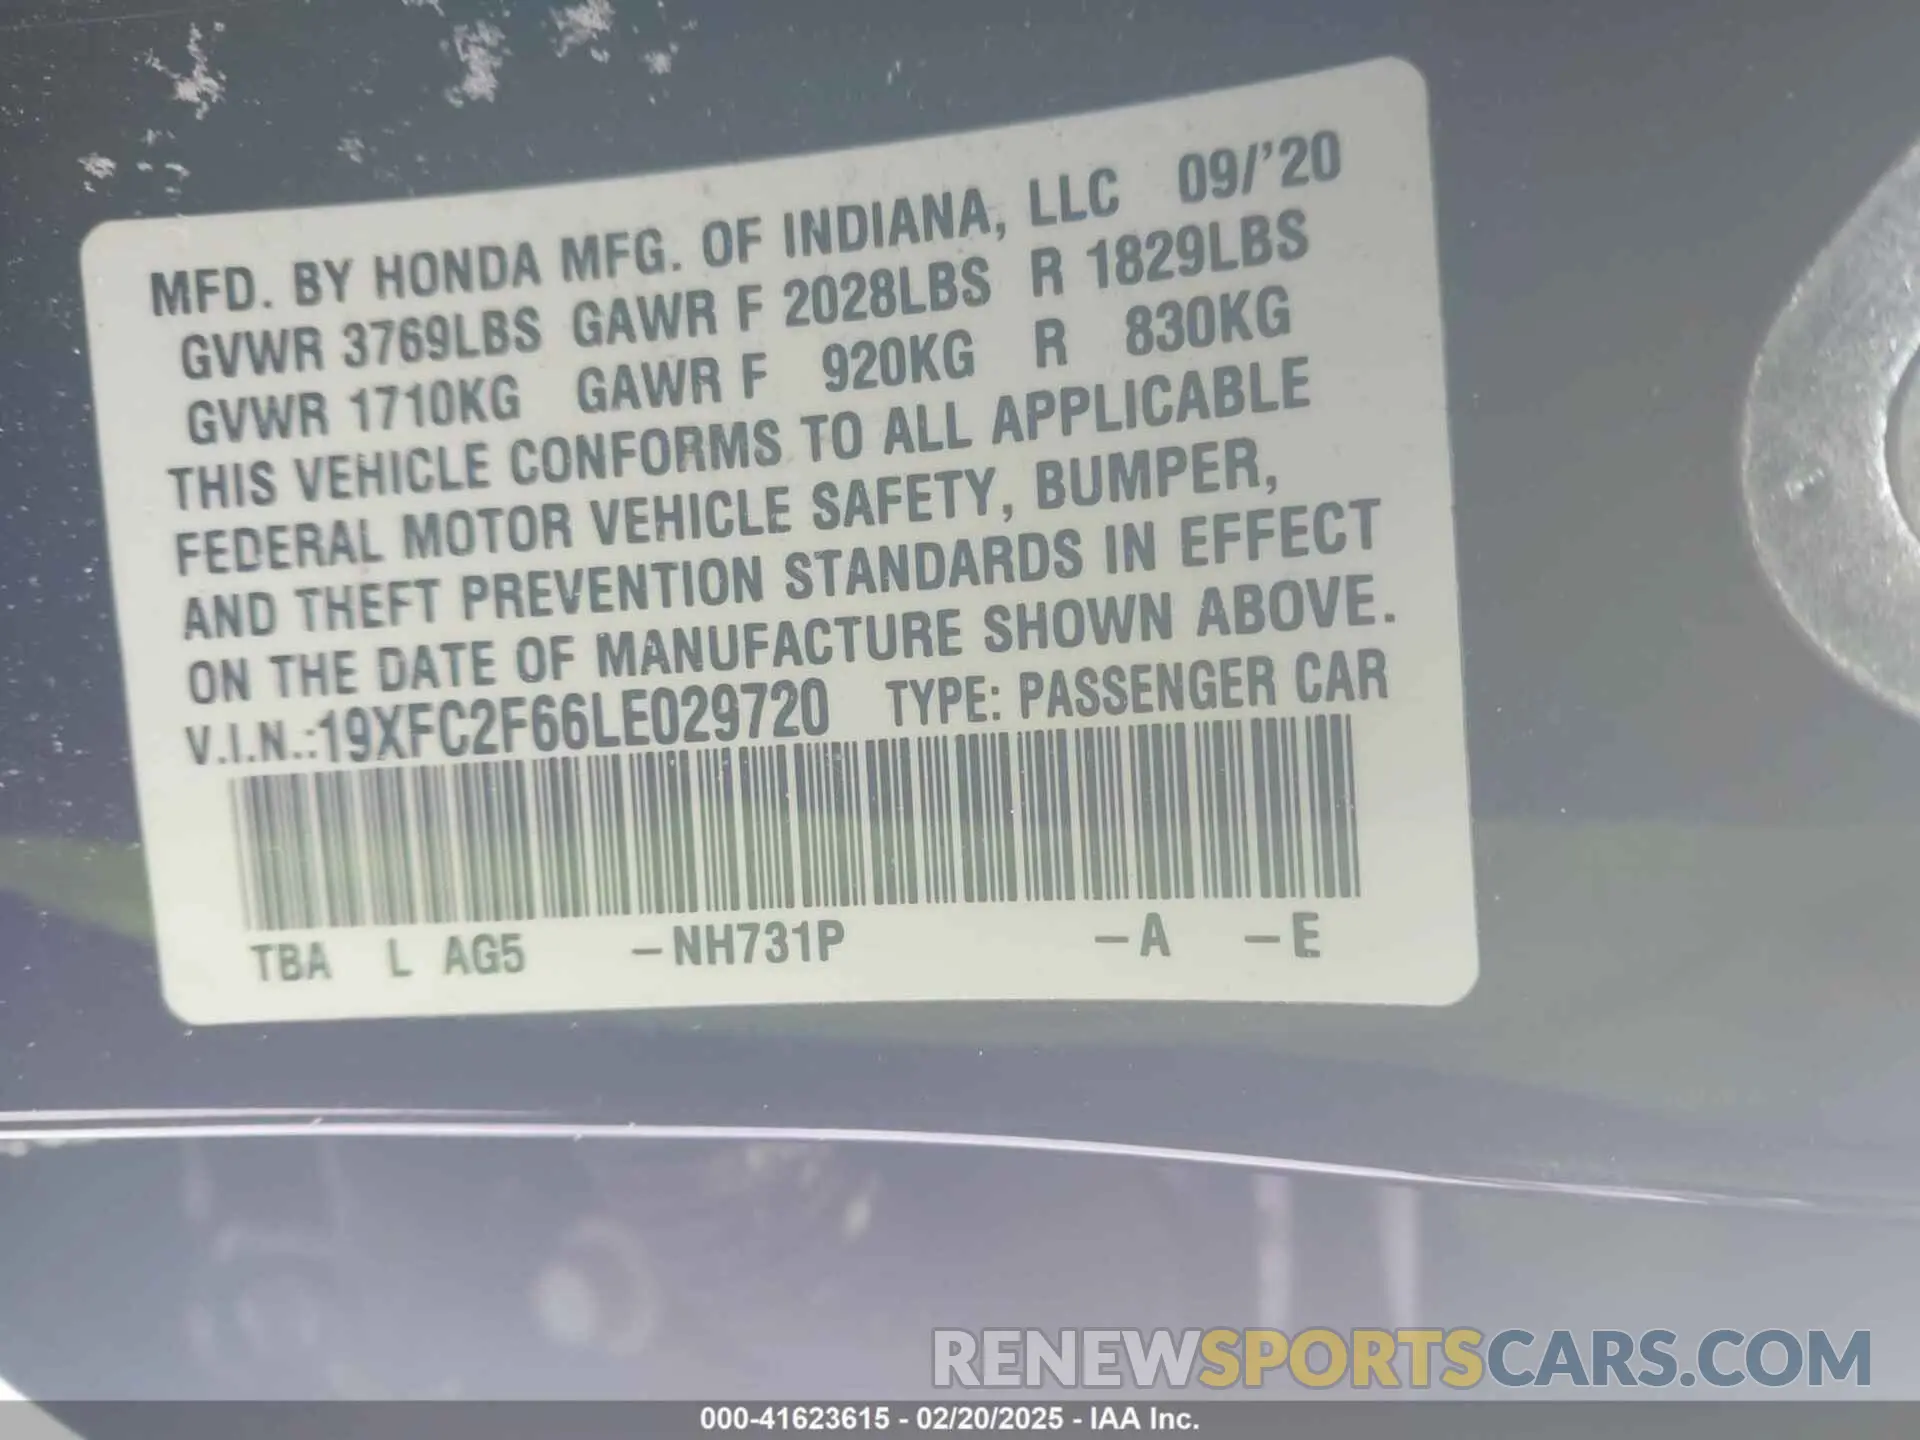 MFD. BY HONDA MFG. OF INDIANA, LLC 09/'20
GVWR 3769LBS GAWR F 2028LBS R 1829LBS
GVWR 1710KG GAWR F 920KG R 830KG
THIS VEHICLE CONFORMS TO ALL APPLICABLE
FEDERAL MOTOR VEHICLE SAFETY, BUMPER,
AND THEFT PREVENTION STANDARDS IN EFFECT
ON THE DATE OF MANUFACTURE SHOWN ABOVE.
V.I.N.:19XFC2F66LE029720 TYPE: PASSENGER CAR
TBA L AG5 –NH731P –A –E
RENEWSPORTSCARS.COM
000-41623615 - 02/20/2025 - IAA Inc.